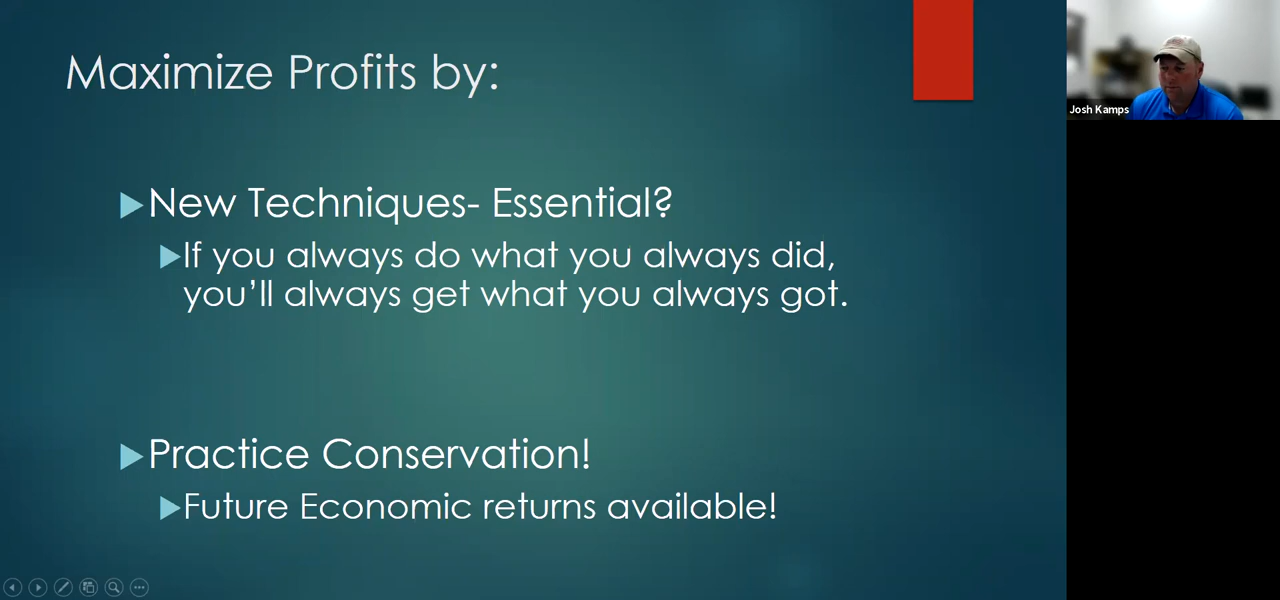 Maximize Profits by:
New Techniques- Essential?
If you always do what you always did,
you'll always get what you always got.
Practice Conservation!
Future Economic returns available!
Josh Kamps